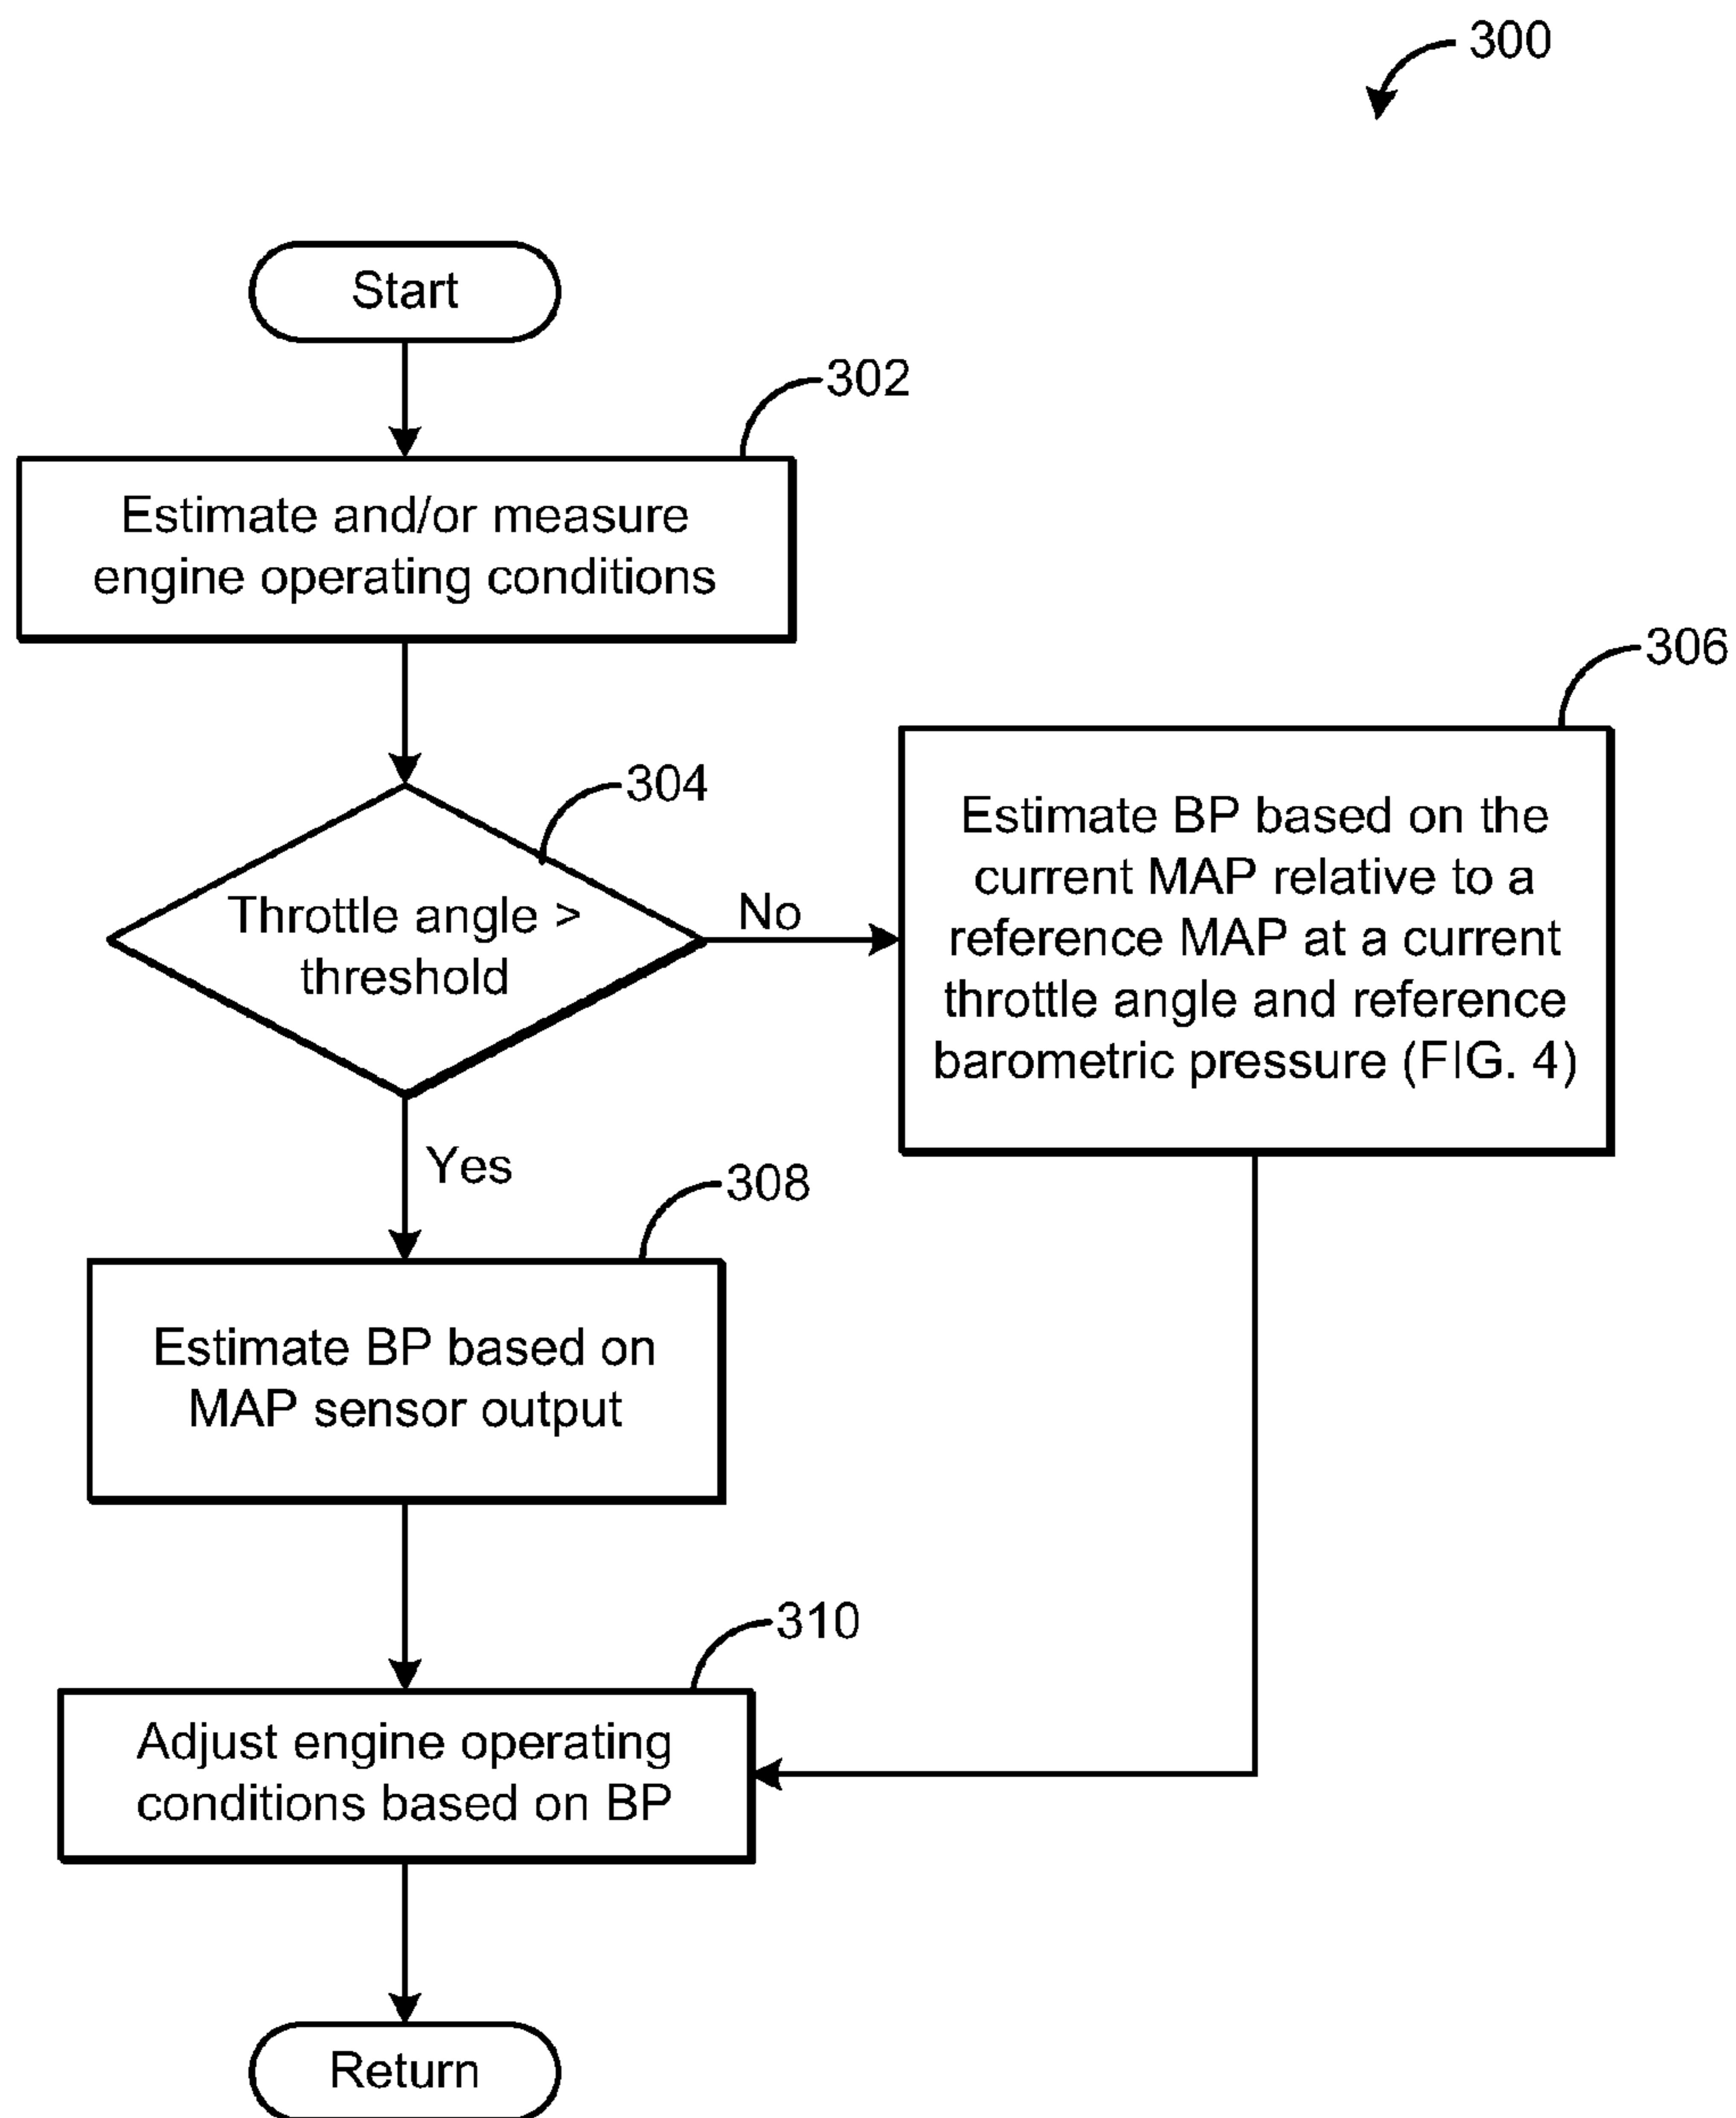 300
Start
302
Estimate and/or measure
engine operating conditions
304
Throttle angle >
threshold
No
306
Estimate BP based on the
current MAP relative to a
reference MAP at a current
throttle angle and reference
barometric pressure (FIG. 4)
Yes
308
Estimate BP based on
MAP sensor output
310
Adjust engine operating
conditions based on BP
Return